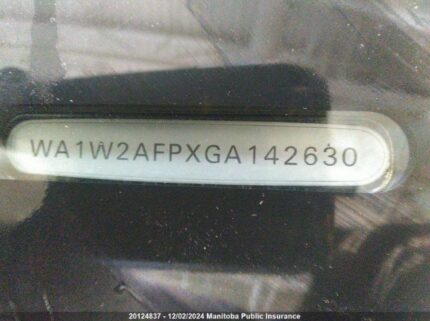 WA1W2AFPXGA142630
20124837 - 12/02/2024 Manitoba Public Insurance